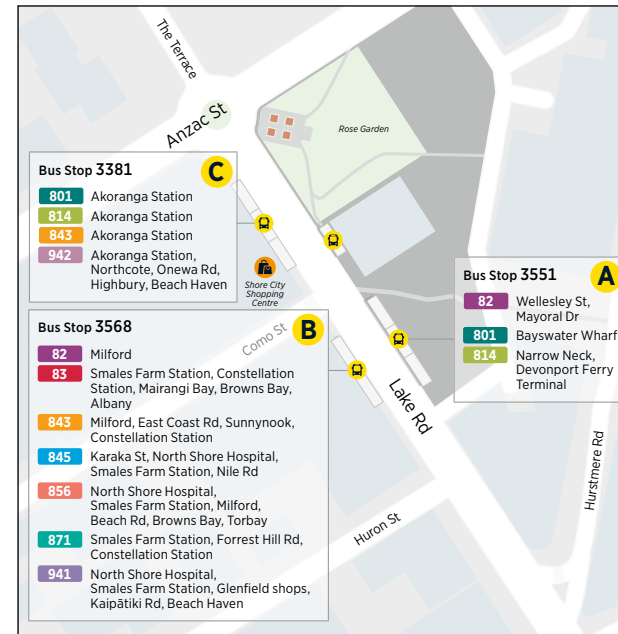 The Terrace
Anzac St
Rose Garden
Bus Stop 3381
C
801 Akoranga Station
814 Akoranga Station
843 Akoranga Station
942 Akoranga Station,
Northcote, Onewa Rd,
Highbury, Beach Haven
Shore City
Shopping
Centre
Bus Stop 3551
A
82 Wellesley St,
Mayoral Dr
801 Bayswater Wharf
814 Narrow Neck,
Devonport Ferry
Terminal
Como St
Bus Stop 3568
B
82 Milford
83 Smales Farm Station, Constellation
Station, Mairangi Bay, Browns Bay,
Albany
843 Milford, East Coast Rd, Sunnynook,
Constellation Station
845 Karaka St, North Shore Hospital,
Smales Farm Station, Nile Rd
856 North Shore Hospital,
Smales Farm Station, Milford,
Beach Rd, Browns Bay, Torbay
871 Smales Farm Station, Forrest Hill Rd,
Constellation Station
941 North Shore Hospital,
Smales Farm Station, Glenfield shops,
Kaipātiki Rd, Beach Haven
Lake Rd
Hurstmere Rd
Huron St